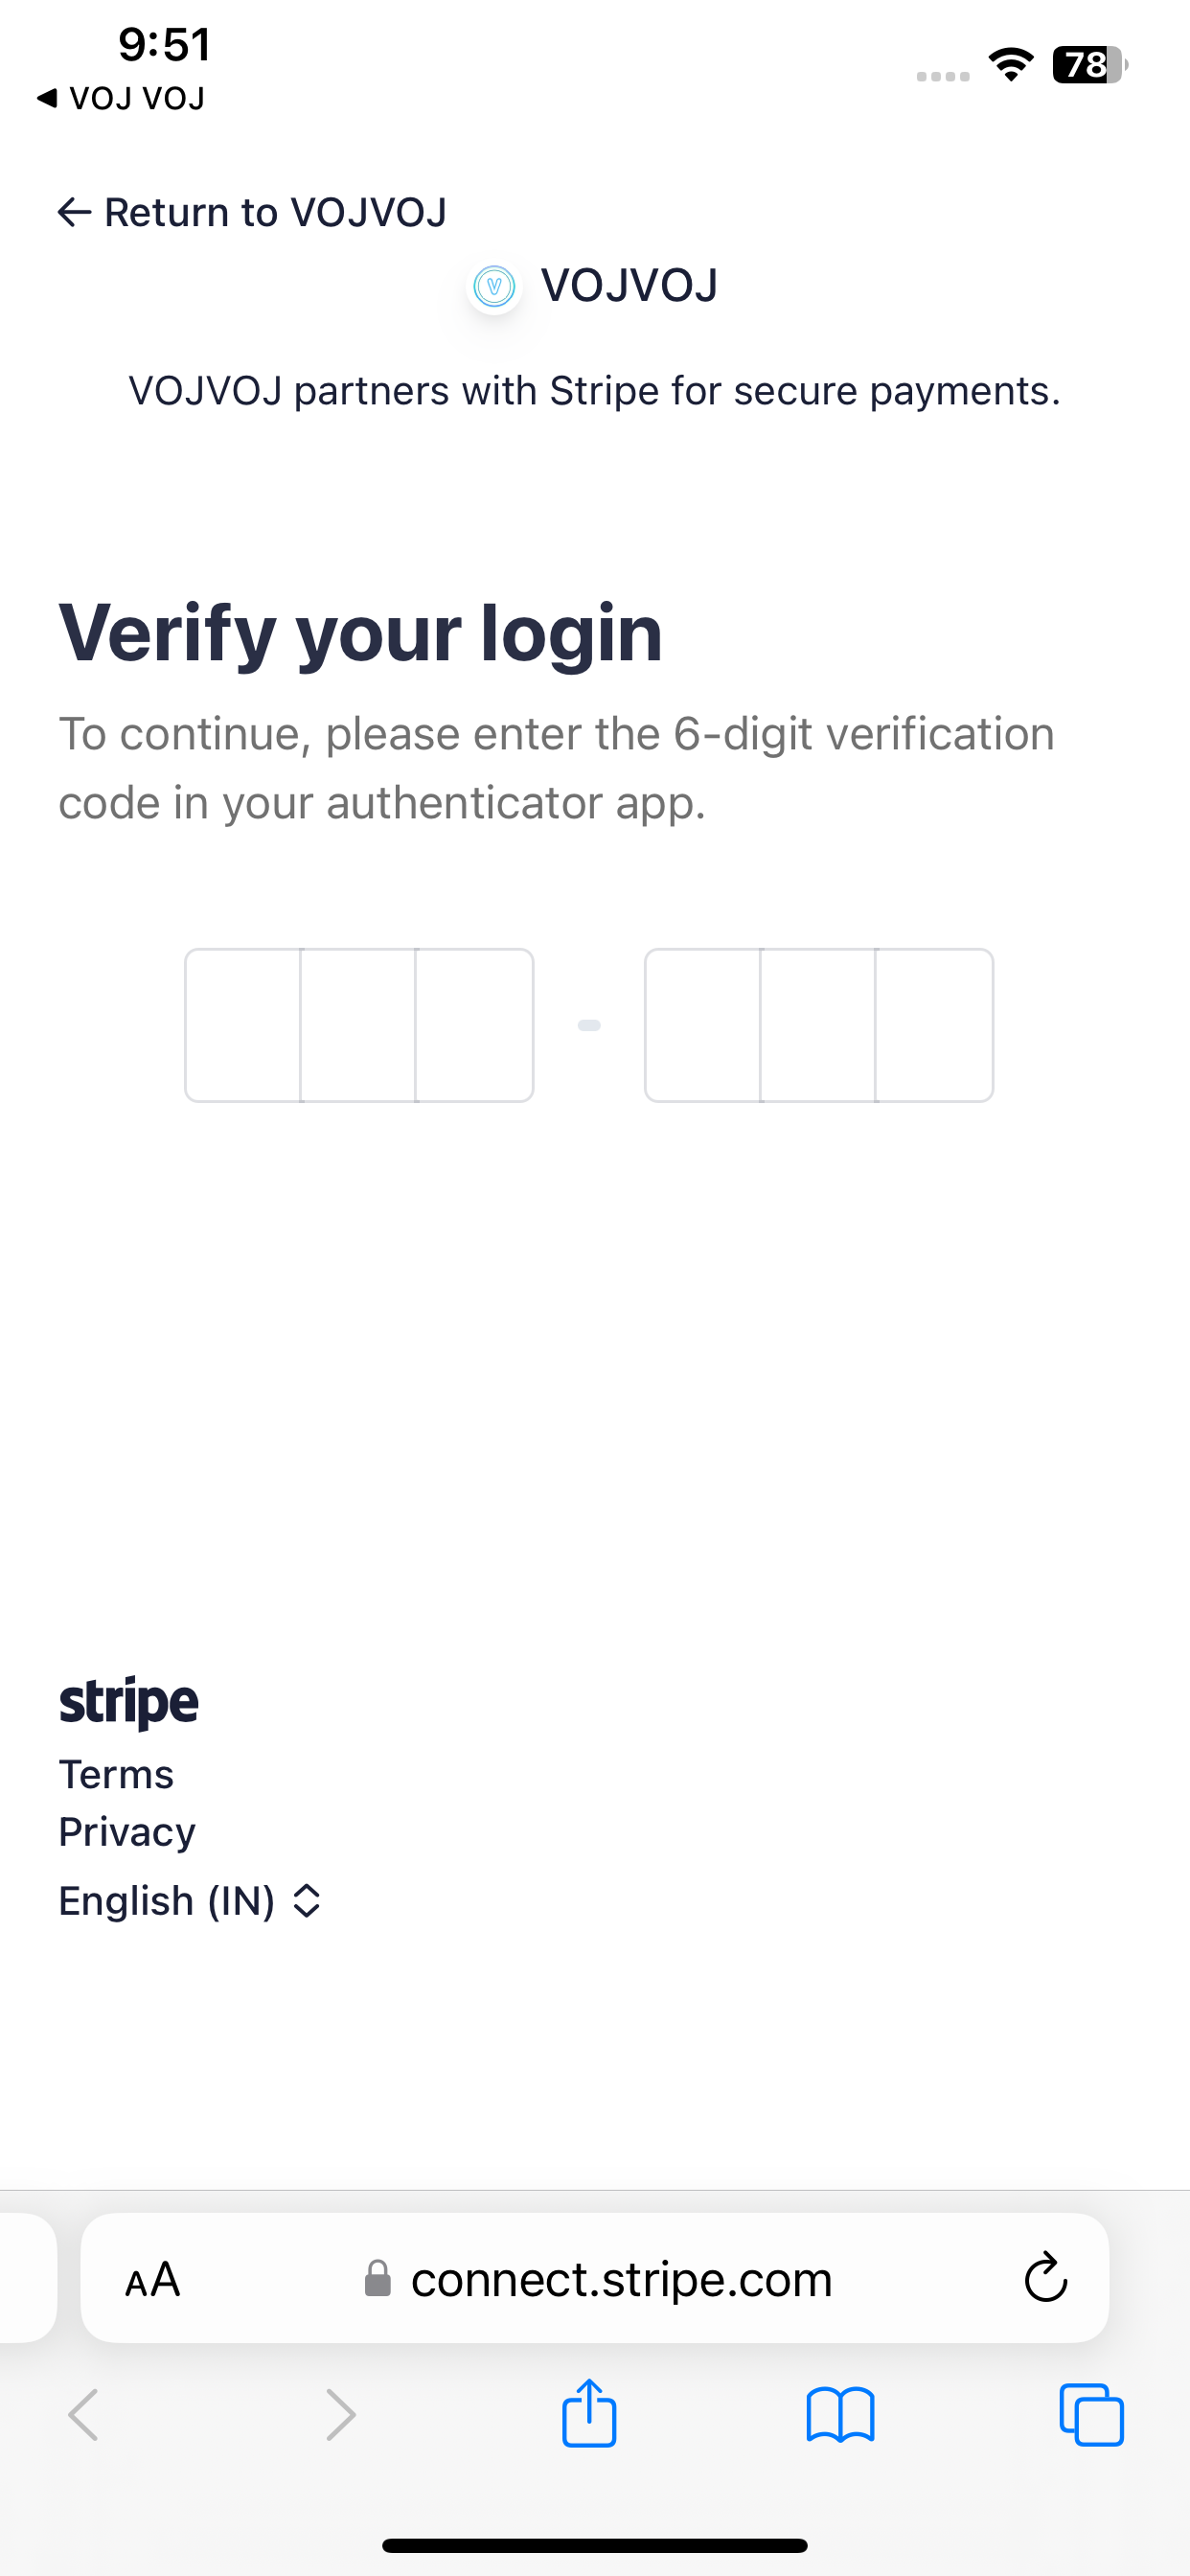 9:51
78
◀ VOJ VOJ
← Return to VOJVOJ
V VOJVOJ
VOJVOJ partners with Stripe for secure payments.
Verify your login
To continue, please enter the 6-digit verification
code in your authenticator app.
-
stripe
Terms
Privacy
English (IN)
AA connect.stripe.com